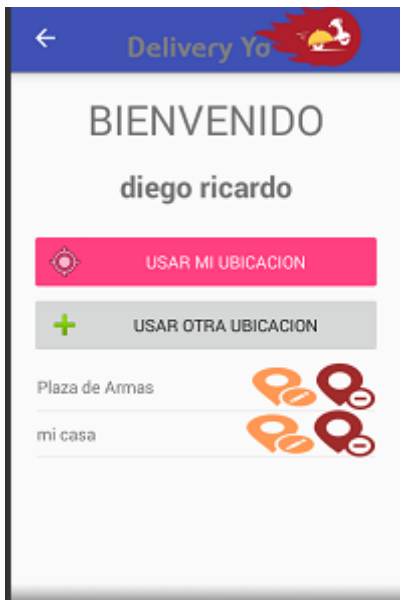 Delivery Yo
BIENVENIDO
diego ricardo
USAR MI UBICACION
USAR OTRA UBICACION
Plaza de Armas
mi casa